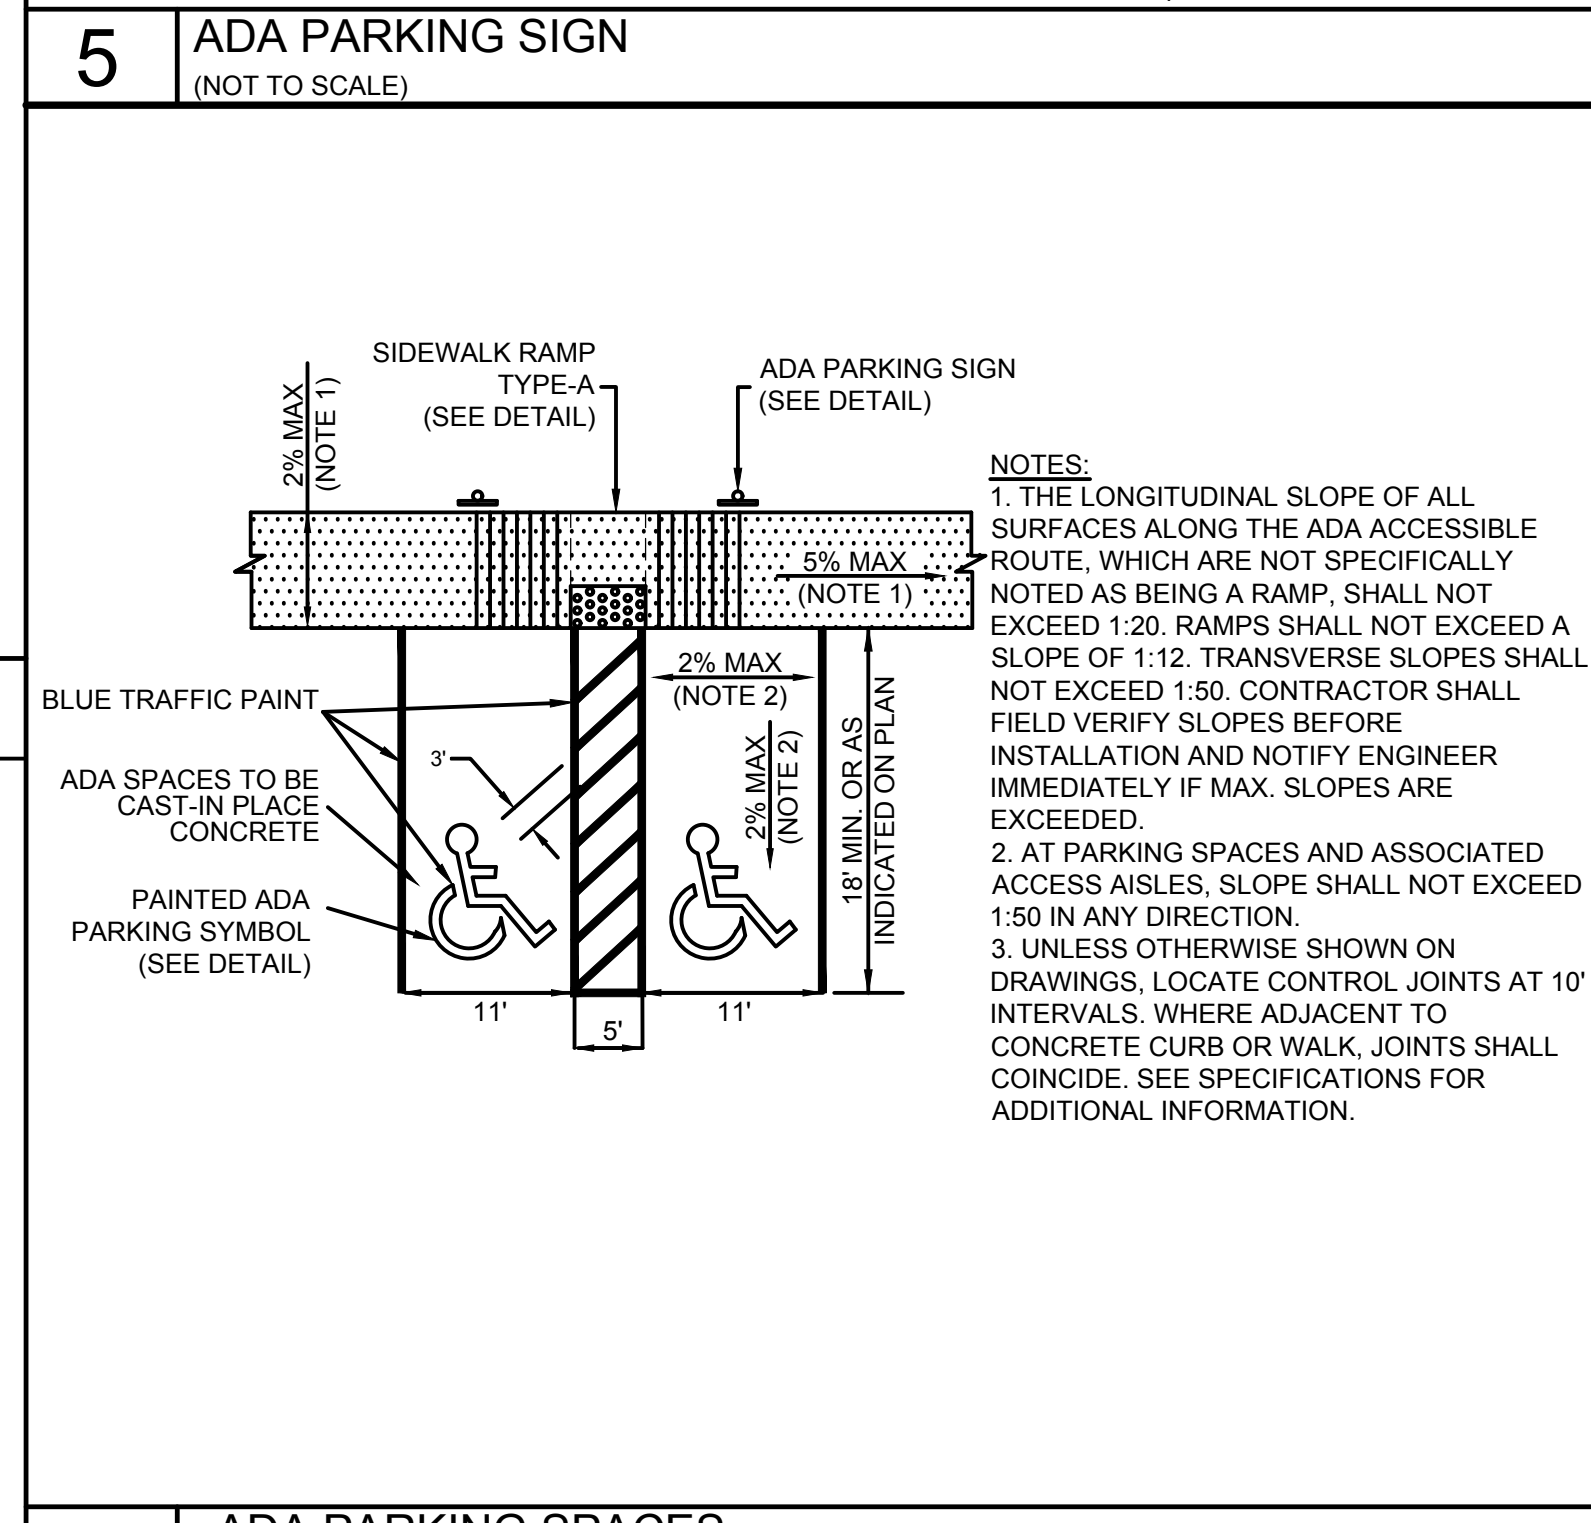 5
ADA PARKING SIGN
(NOT TO SCALE)
SIDEWALK RAMP
TYPE-A
(SEE DETAIL)
ADA PARKING SIGN
(SEE DETAIL)
2% MAX
(NOTE 1)
5% MAX
(NOTE 1)
2% MAX
(NOTE 2)
2% MAX
(NOTE 2)
18' MIN. OR AS
INDICATED ON PLAN
BLUE TRAFFIC PAINT
3'
ADA SPACES TO BE
CAST-IN PLACE
CONCRETE
PAINTED ADA
PARKING SYMBOL
(SEE DETAIL)
11'
5'
11'
NOTES:
1. THE LONGITUDINAL SLOPE OF ALL
SURFACES ALONG THE ADA ACCESSIBLE
ROUTE, WHICH ARE NOT SPECIFICALLY
NOTED AS BEING A RAMP, SHALL NOT
EXCEED 1:20. RAMPS SHALL NOT EXCEED A
SLOPE OF 1:12. TRANSVERSE SLOPES SHALL
NOT EXCEED 1:50. CONTRACTOR SHALL
FIELD VERIFY SLOPES BEFORE
INSTALLATION AND NOTIFY ENGINEER
IMMEDIATELY IF MAX. SLOPES ARE
EXCEEDED.
2. AT PARKING SPACES AND ASSOCIATED
ACCESS AISLES, SLOPE SHALL NOT EXCEED
1:50 IN ANY DIRECTION.
3. UNLESS OTHERWISE SHOWN ON
DRAWINGS, LOCATE CONTROL JOINTS AT 10'
INTERVALS. WHERE ADJACENT TO
CONCRETE CURB OR WALK, JOINTS SHALL
COINCIDE. SEE SPECIFICATIONS FOR
ADDITIONAL INFORMATION.
ADA PARKING SPACES